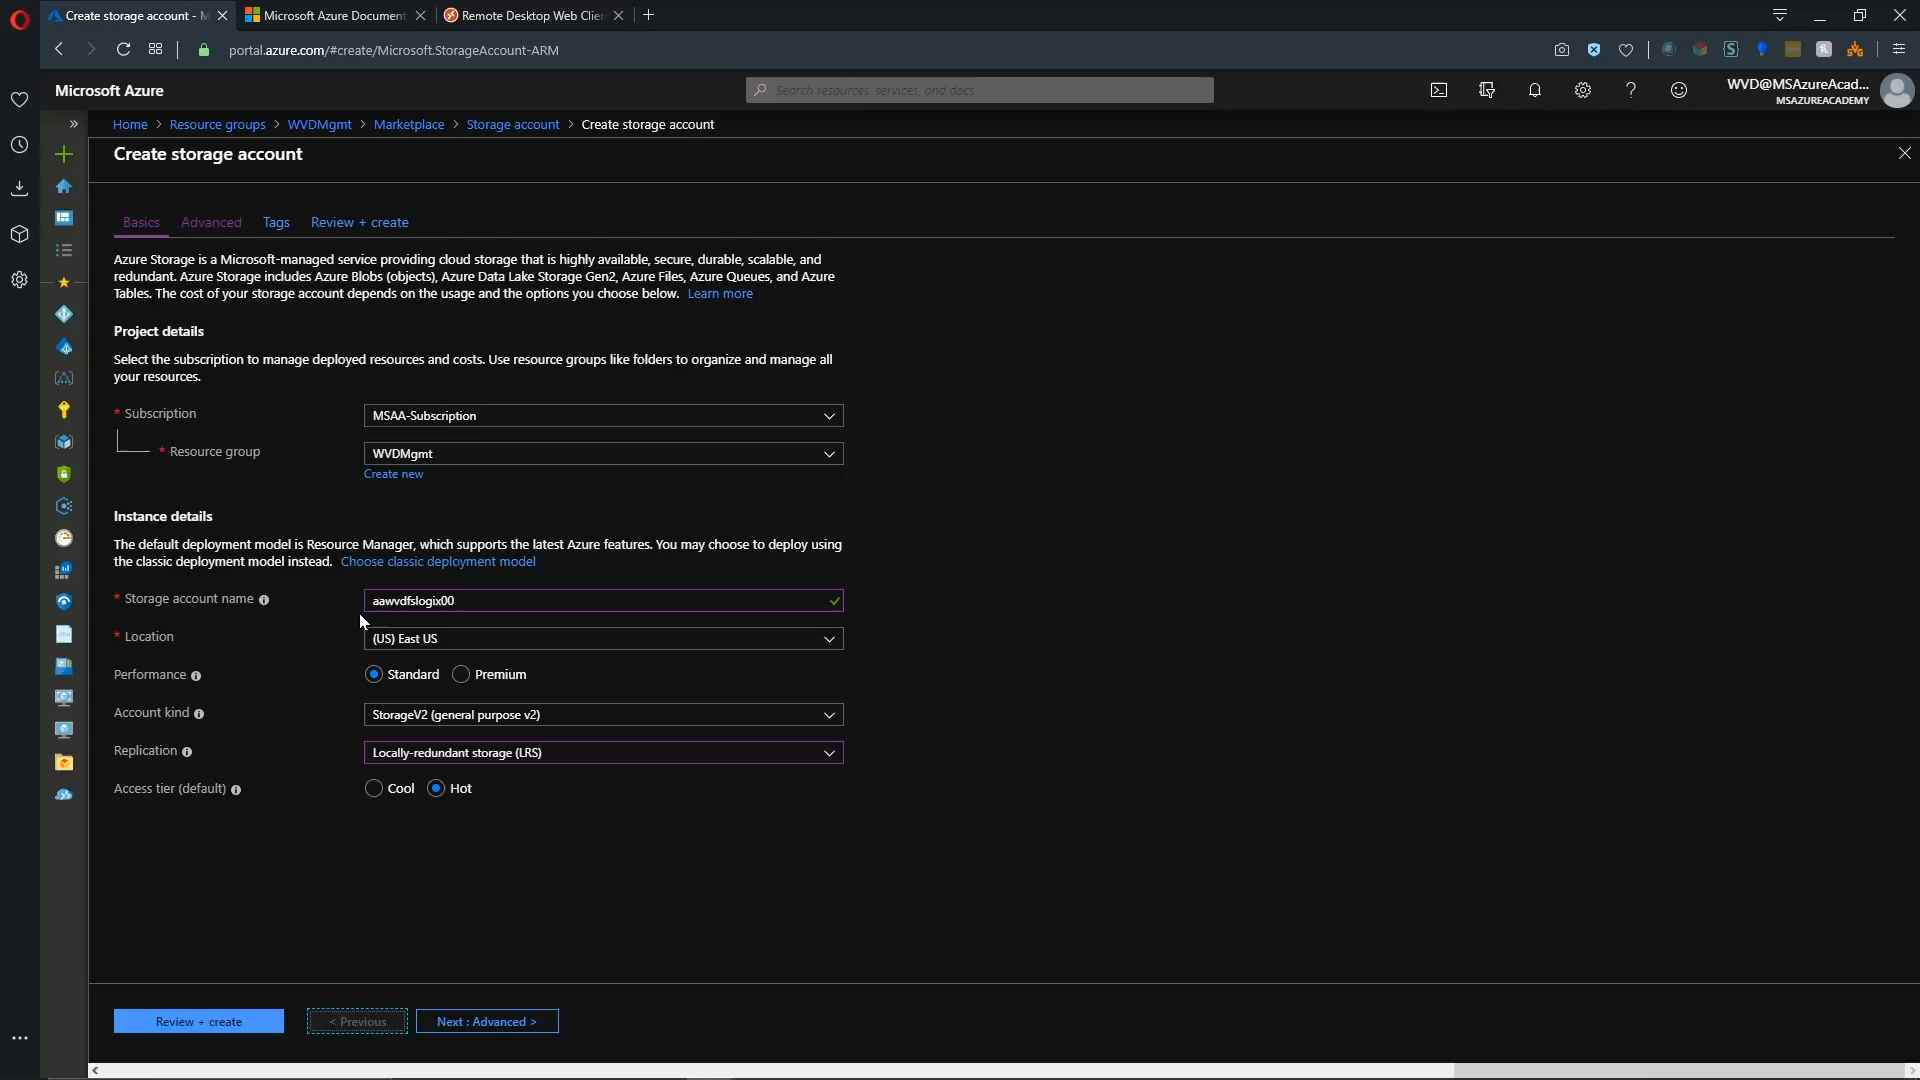 Create storage account - M
Microsoft Azure Document
Remote Desktop Web Clien
portal.azure.com/#create/Microsoft.StorageAccount-ARM
Microsoft Azure
Search resources, services, and docs
WVD@MSAzureAcad...
MSAZUREACADEMY
Home > Resource groups > WVDMgmt > Marketplace > Storage account > Create storage account
Create storage account
Basics Advanced Tags Review + create
Azure Storage is a Microsoft-managed service providing cloud storage that is highly available, secure, durable, scalable, and
redundant. Azure Storage includes Azure Blobs (objects), Azure Data Lake Storage Gen2, Azure Files, Azure Queues, and Azure
Tables. The cost of your storage account depends on the usage and the options you choose below. Learn more
Project details
Select the subscription to manage deployed resources and costs. Use resource groups like folders to organize and manage all
your resources.
* Subscription
MSAA-Subscription
* Resource group
WVDMgmt
Create new
Instance details
The default deployment model is Resource Manager, which supports the latest Azure features. You may choose to deploy using
the classic deployment model instead. Choose classic deployment model
* Storage account name
aawvdfslogix00
* Location
(US) East US
Performance
Standard Premium
Account kind
StorageV2 (general purpose v2)
Replication
Locally-redundant storage (LRS)
Access tier (default)
Cool Hot
Review + create
< Previous
Next : Advanced >